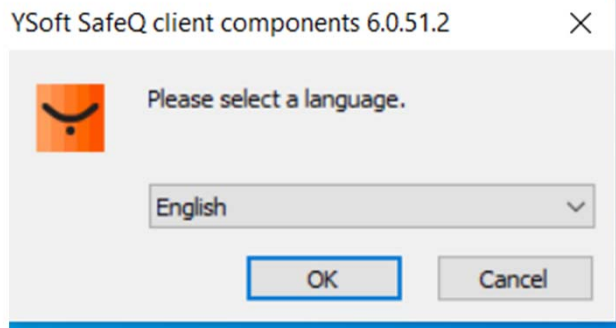 YSoft SafeQ client components 6.0.51.2
Please select a language.
English
OK
Cancel